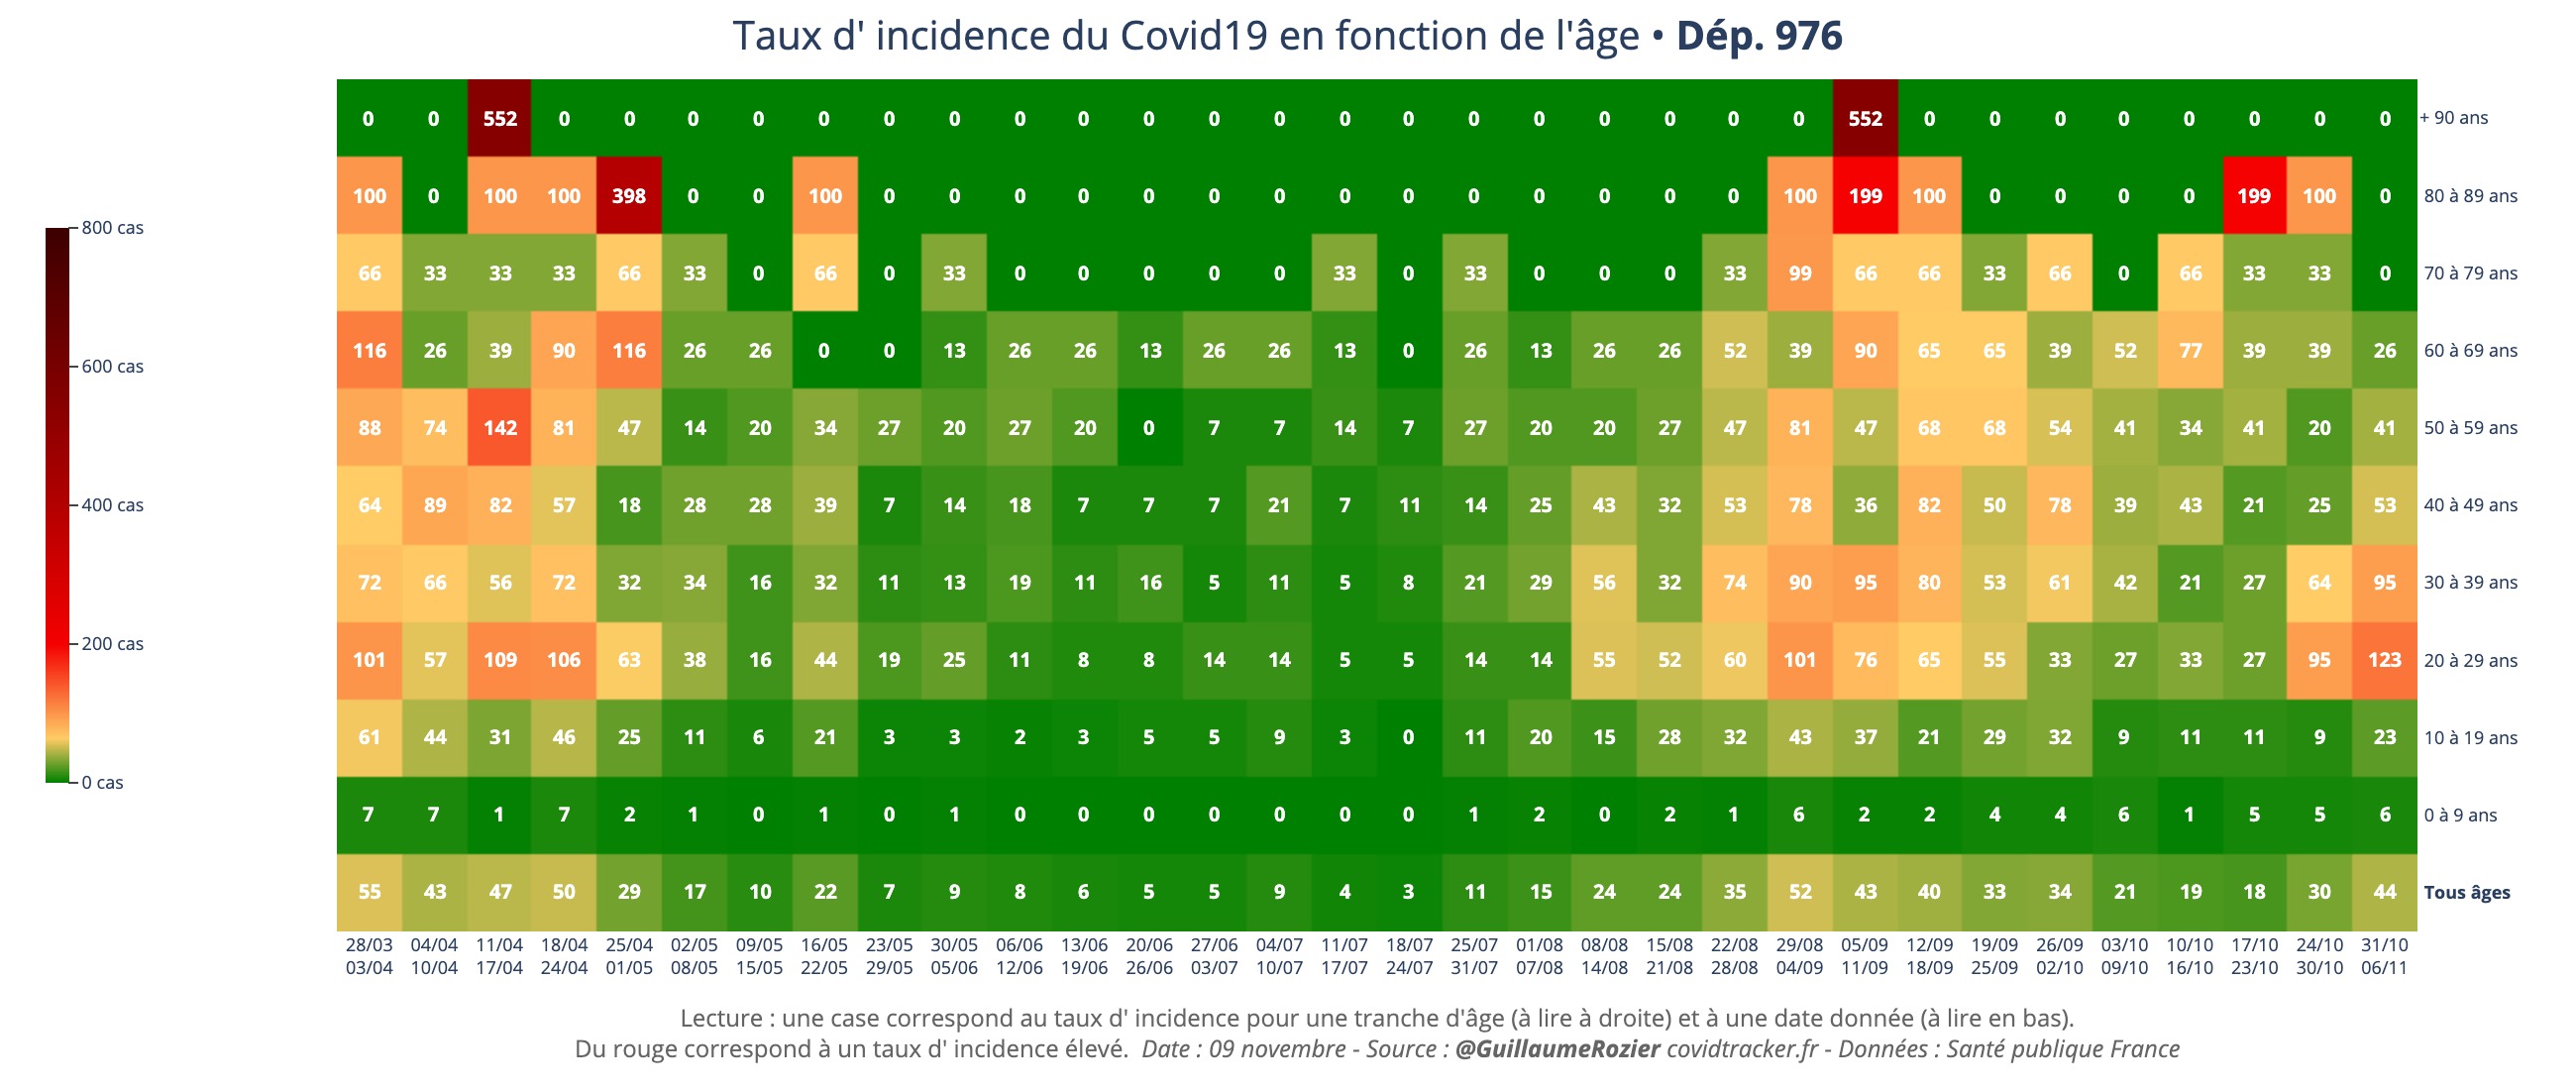 Taux d' incidence du Covid19 en fonction de l'âge • Dép. 976
800 cas
600 cas
400 cas
200 cas
0 cas
0 0 552 0 0 0 0 0 0 0 0 0 0 0 0 0 0 0 0 0 0 0 0 552 0 0 0 0 0 0 0 0 + 90 ans
100 0 100 100 398 0 0 100 0 0 0 0 0 0 0 0 0 0 0 0 0 0 100 199 100 0 0 0 0 199 100 0 80 à 89 ans
66 33 33 33 66 33 0 66 0 33 0 0 0 0 0 33 0 33 0 0 0 33 99 66 66 33 66 0 66 33 33 0 70 à 79 ans
116 26 39 90 116 26 26 0 0 13 26 26 13 26 26 13 0 26 13 26 26 52 39 90 65 65 39 52 77 39 39 26 60 à 69 ans
88 74 142 81 47 14 20 34 27 20 27 20 0 7 7 14 7 27 20 20 27 47 81 47 68 68 54 41 34 41 20 41 50 à 59 ans
64 89 82 57 18 28 28 39 7 14 18 7 7 7 21 7 11 14 25 43 32 53 78 36 82 50 78 39 43 21 25 53 40 à 49 ans
72 66 56 72 32 34 16 32 11 13 19 11 16 5 11 5 8 21 29 56 32 74 90 95 80 53 61 42 21 27 64 95 30 à 39 ans
101 57 109 106 63 38 16 44 19 25 11 8 8 14 14 5 5 14 14 55 52 60 101 76 65 55 33 27 33 27 95 123 20 à 29 ans
61 44 31 46 25 11 6 21 3 3 2 3 5 5 9 3 0 11 20 15 28 32 43 37 21 29 32 9 11 11 9 23 10 à 19 ans
7 7 1 7 2 1 0 1 0 1 0 0 0 0 0 0 0 1 2 0 2 1 6 2 2 4 4 6 1 5 5 6 0 à 9 ans
55 43 47 50 29 17 10 22 7 9 8 6 5 5 9 4 3 11 15 24 24 35 52 43 40 33 34 21 19 18 30 44 Tous âges
28/03 04/04 11/04 18/04 25/04 02/05 09/05 16/05 23/05 30/05 06/06 13/06 20/06 27/06 04/07 11/07 18/07 25/07 01/08 08/08 15/08 22/08 29/08 05/09 12/09 19/09 26/09 03/10 10/10 17/10 24/10 31/10
03/04 10/04 17/04 24/04 01/05 08/05 15/05 22/05 29/05 05/06 12/06 19/06 26/06 03/07 10/07 17/07 24/07 31/07 07/08 14/08 21/08 28/08 04/09 11/09 18/09 25/09 02/10 09/10 16/10 23/10 30/10 06/11
Lecture : une case correspond au taux d' incidence pour une tranche d'âge (à lire à droite) et à une date donnée (à lire en bas).
Du rouge correspond à un taux d' incidence élevé. Date : 09 novembre - Source : @GuillaumeRozier covidtracker.fr - Données : Santé publique France